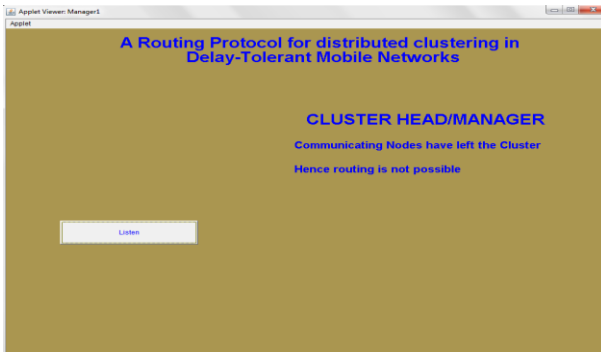 Applet Viewer: Manager1
Applet
A Routing Protocol for distributed clustering in
Delay-Tolerant Mobile Networks
CLUSTER HEAD/MANAGER
Communicating Nodes have left the Cluster
Hence routing is not possible
Listen